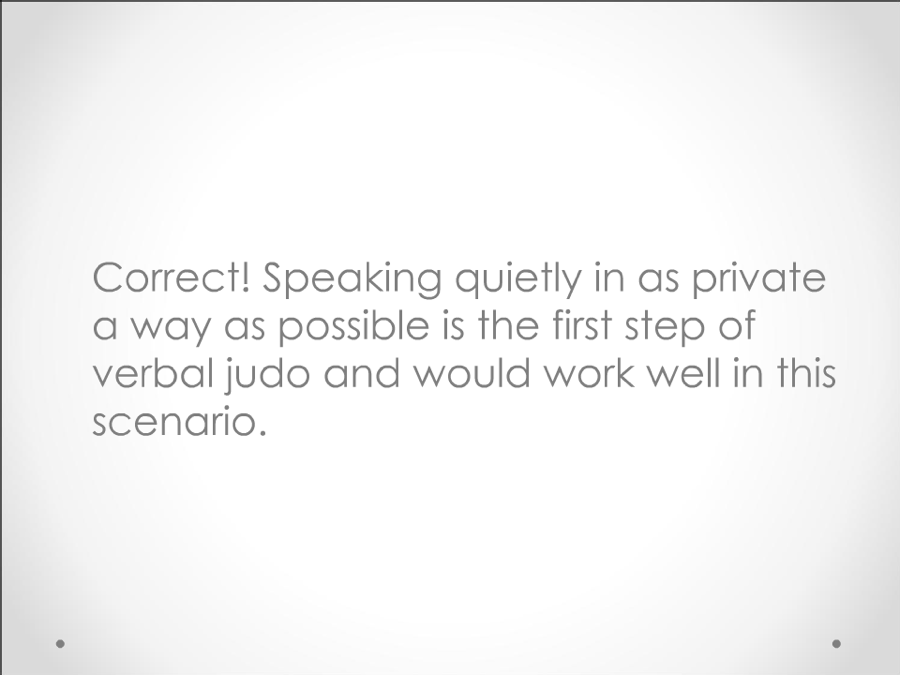 Correct! Speaking quietly in as private
a way as possible is the first step of
verbal judo and would work well in this
scenario.